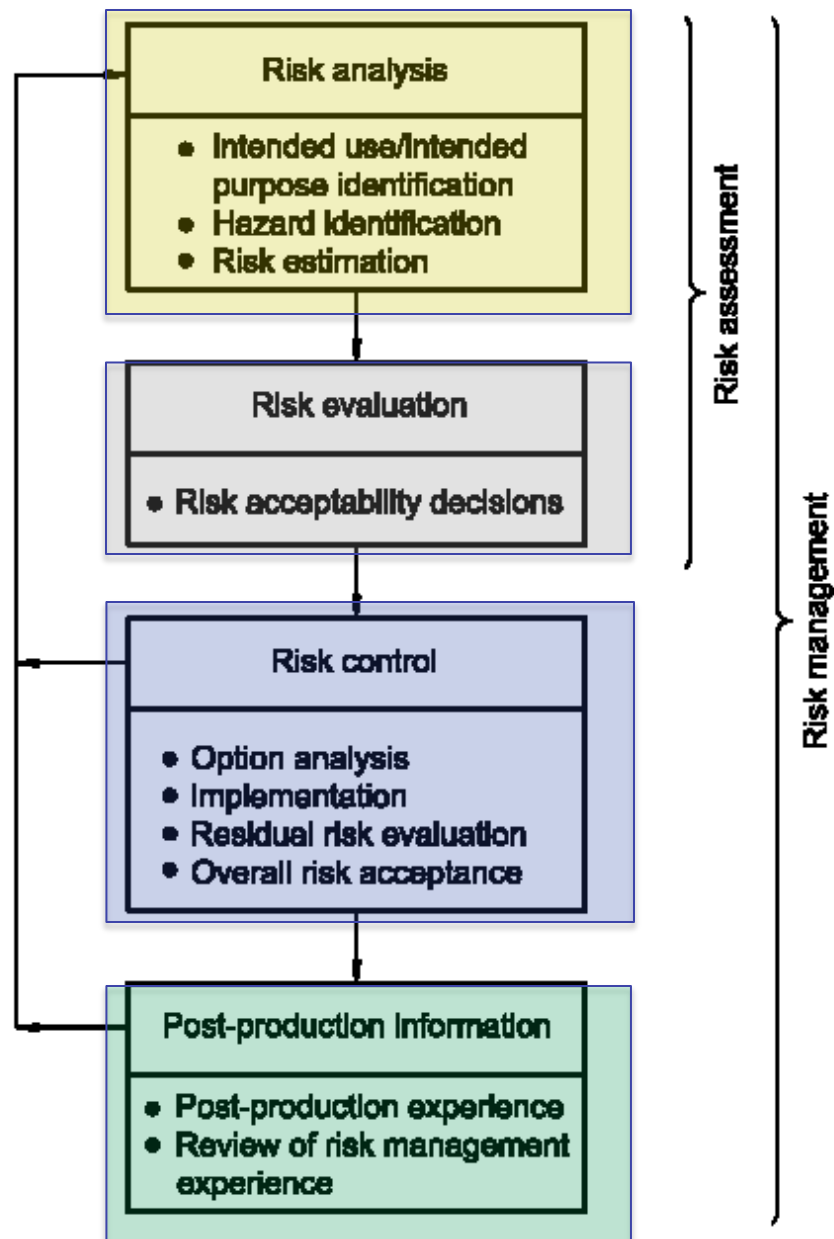 Risk analysis
● Intended use/Intended
purpose identification
● Hazard identification
● Risk estimation
Risk evaluation
● Risk acceptability decisions
Risk control
● Option analysis
● Implementation
● Residual risk evaluation
● Overall risk acceptance
Post-production information
● Post-production experience
● Review of risk management
experience
Risk assessment
Risk management